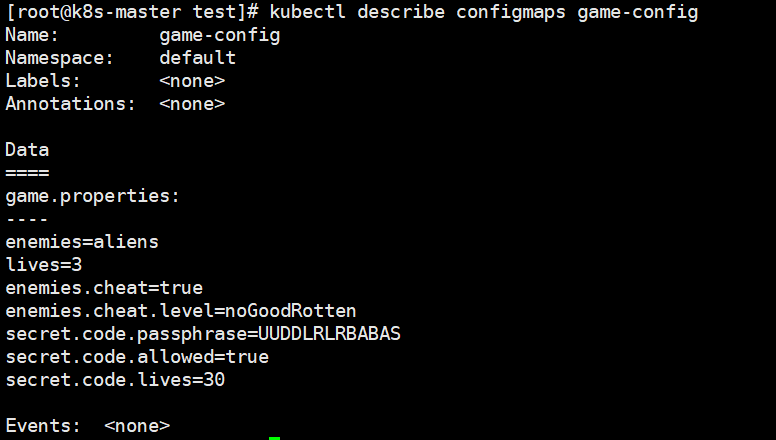 [root@k8s-master test]# kubectl describe configmaps game-config
Name:         game-config
Namespace:    default
Labels:       <none>
Annotations:  <none>

Data
====
game.properties:
----
enemies=aliens
lives=3
enemies.cheat=true
enemies.cheat.level=noGoodRotten
secret.code.passphrase=UUDDLRLRBABAS
secret.code.allowed=true
secret.code.lives=30

Events:  <none>